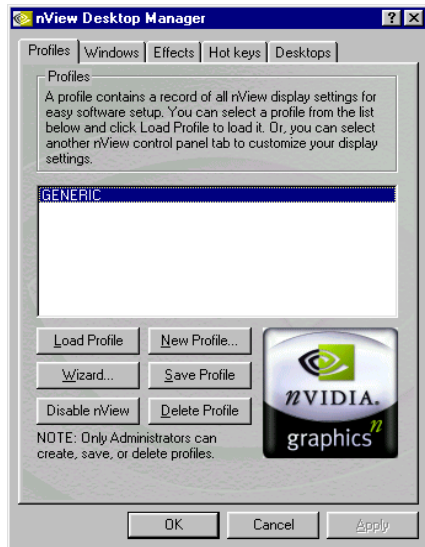 nView Desktop Manager
Profiles Windows Effects Hot keys Desktops
Profiles
A profile contains a record of all nView display settings for
easy software setup. You can select a profile from the list
below and click Load Profile to load it. Or, you can select
another nView control panel tab to customize your display
settings.
GENERIC
Load Profile New Profile...
Wizard... Save Profile
Disable nView Delete Profile
NOTE: Only Administrators can
create, save, or delete profiles.
nVIDIA.
graphics n
OK Cancel Apply